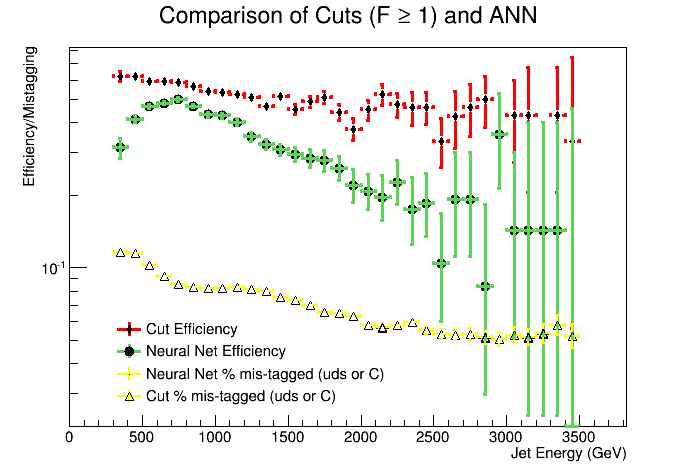 Comparison of Cuts (F ≥ 1) and ANN
Efficiency/Mistagging
10⁻¹
Cut Efficiency
Neural Net Efficiency
Neural Net % mis-tagged (uds or C)
Cut % mis-tagged (uds or C)
0 500 1000 1500 2000 2500 3000 3500
Jet Energy (GeV)